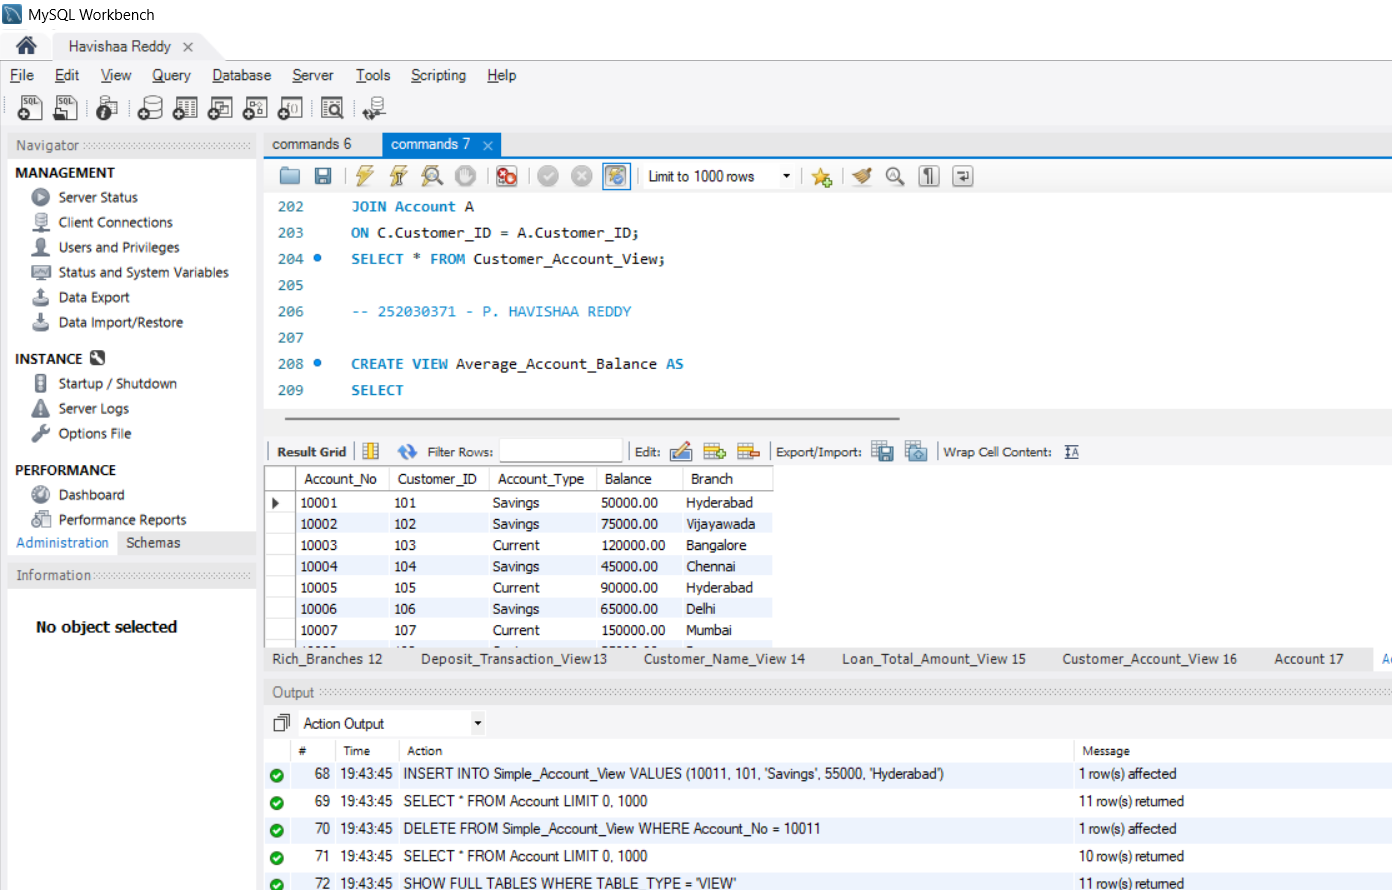 MySQL Workbench
Havishaa Reddy
File Edit View Query Database Server Tools Scripting Help
Navigator
MANAGEMENT
Server Status
Client Connections
Users and Privileges
Status and System Variables
Data Export
Data Import/Restore
INSTANCE
Startup / Shutdown
Server Logs
Options File
PERFORMANCE
Dashboard
Performance Reports
Administration Schemas
Information
No object selected
commands 6 commands 7
Limit to 1000 rows
202 JOIN Account A
203 ON C.Customer_ID = A.Customer_ID;
204 SELECT * FROM Customer_Account_View;
205
206 -- 252030371 - P. HAVISHAA REDDY
207
208 CREATE VIEW Average_Account_Balance AS
209 SELECT
Result Grid Filter Rows: Edit: Export/Import: Wrap Cell Content:
Account_No Customer_ID Account_Type Balance Branch
10001 101 Savings 50000.00 Hyderabad
10002 102 Savings 75000.00 Vijayawada
10003 103 Current 120000.00 Bangalore
10004 104 Savings 45000.00 Chennai
10005 105 Current 90000.00 Hyderabad
10006 106 Savings 65000.00 Delhi
10007 107 Current 150000.00 Mumbai
Rich_Branches 12 Deposit_Transaction_View13 Customer_Name_View 14 Loan_Total_Amount_View 15 Customer_Account_View 16 Account 17
Output
Action Output
# Time Action Message
68 19:43:45 INSERT INTO Simple_Account_View VALUES (10011, 101, 'Savings', 55000, 'Hyderabad') 1 row(s) affected
69 19:43:45 SELECT * FROM Account LIMIT 0, 1000 11 row(s) returned
70 19:43:45 DELETE FROM Simple_Account_View WHERE Account_No = 10011 1 row(s) affected
71 19:43:45 SELECT * FROM Account LIMIT 0, 1000 10 row(s) returned
72 19:43:45 SHOW FULL TABLES WHERE TABLE_TYPE = 'VIEW' 11 row(s) returned